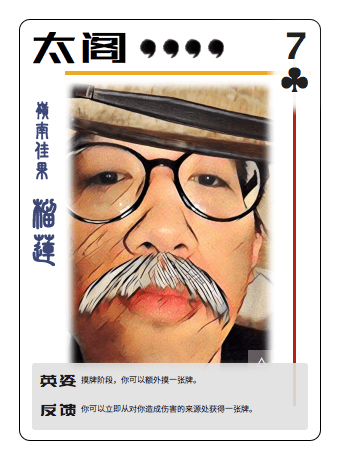 太阁
7
嶺南佳果
榴蓮
英姿 摸牌阶段，你可以额外摸一张牌。
反馈 你可以立即从对你造成伤害的来源处获得一张牌。